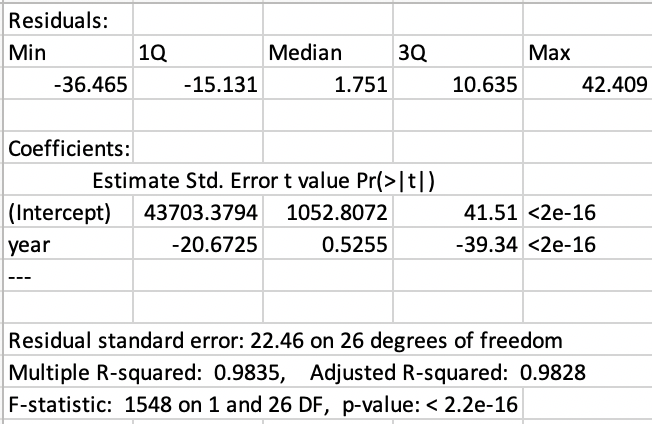 Residuals:
Min 1Q Median 3Q Max
-36.465 -15.131 1.751 10.635 42.409
Coefficients:
Estimate Std. Error t value Pr(>|t|)
(Intercept) 43703.3794 1052.8072 41.51 <2e-16
year -20.6725 0.5255 -39.34 <2e-16
---
Residual standard error: 22.46 on 26 degrees of freedom
Multiple R-squared:  0.9835,    Adjusted R-squared:  0.9828
F-statistic:  1548 on 1 and 26 DF,  p-value: < 2.2e-16